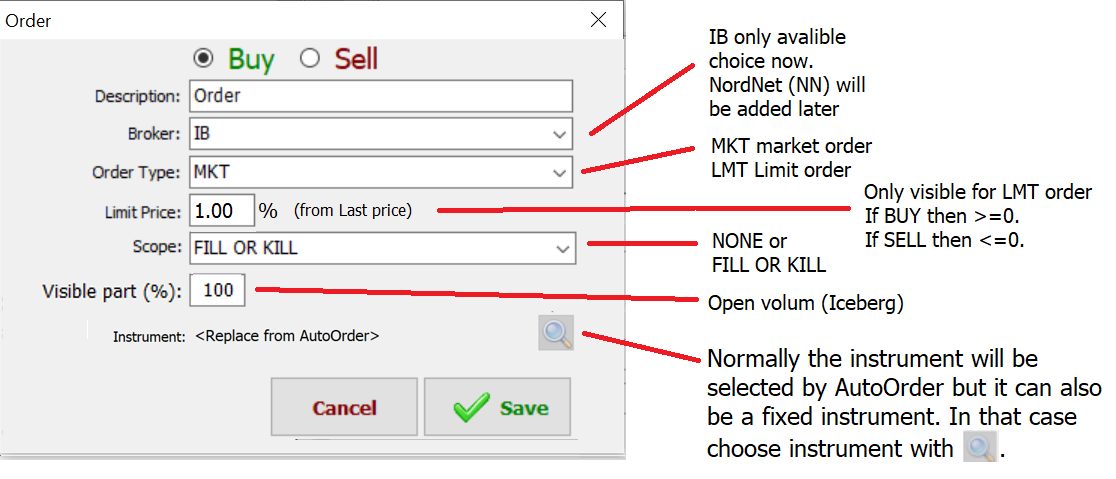 Order
Buy Sell
Description: Order
Broker: IB
Order Type: MKT
Limit Price: 1.00 % (from Last price)
Scope: FILL OR KILL
Visible part (%): 100
Instrument: <Replace from AutoOrder>
Cancel Save
IB only avalible
choice now.
NordNet (NN) will
be added later
MKT market order
LMT Limit order
Only visible for LMT order
If BUY then >=0.
If SELL then <=0.
NONE or
FILL OR KILL
Open volum (Iceberg)
Normally the instrument will be
selected by AutoOrder but it can also
be a fixed instrument. In that case
choose instrument with .